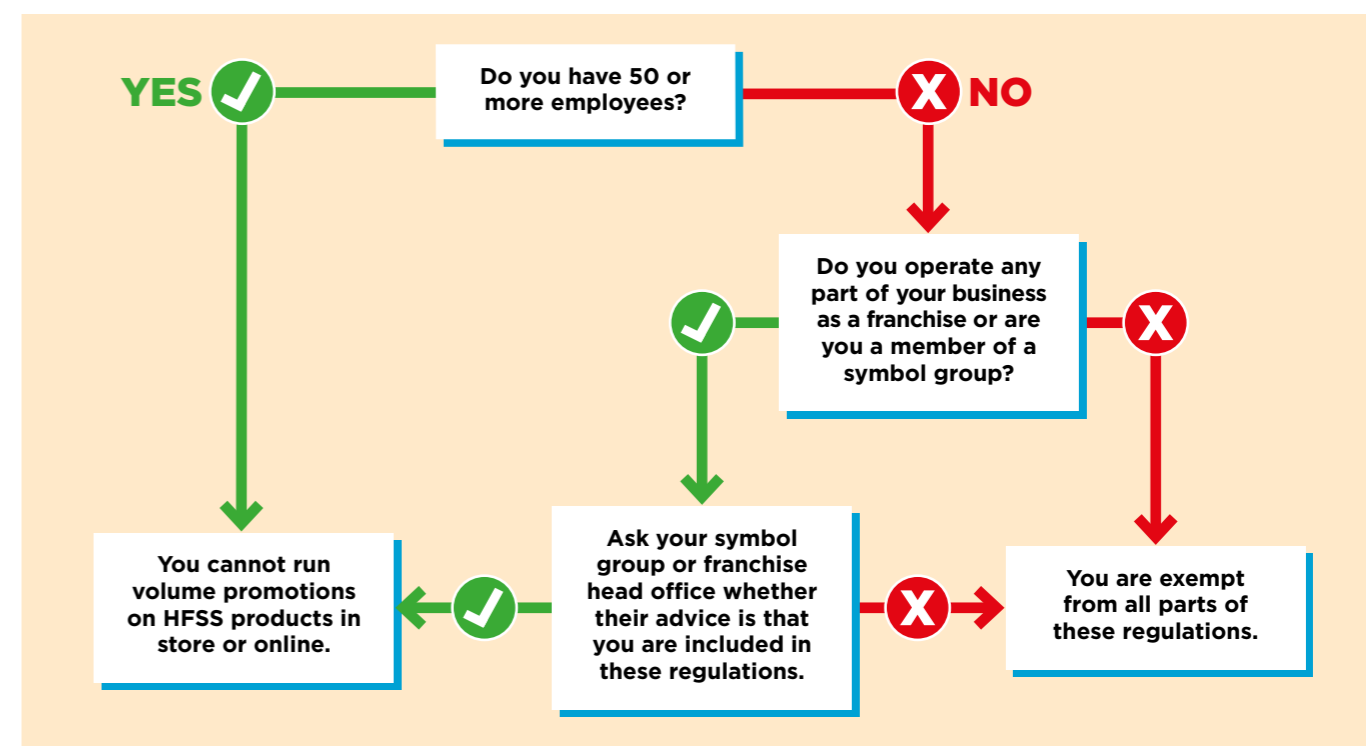 YES
Do you have 50 or
more employees?
X NO
Do you operate any
part of your business
as a franchise or are
you a member of a
symbol group?
X
You cannot run
volume promotions
on HFSS products in
store or online.
Ask your symbol
group or franchise
head office whether
their advice is that
you are included in
these regulations.
X
You are exempt
from all parts of
these regulations.